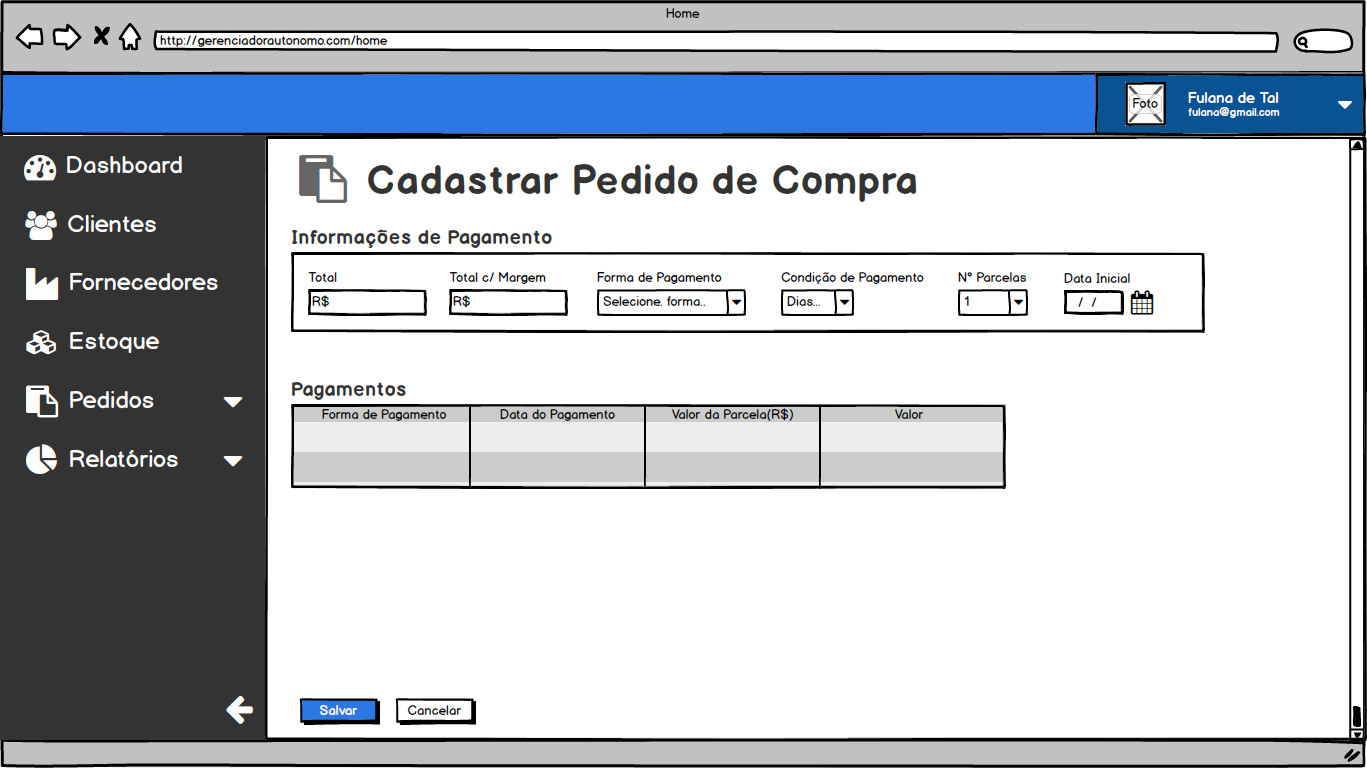 Home
http://gerenciadorautonomo.com/home
Foto
Fulana de Tal
fulana@gmail.com
Dashboard
Clientes
Fornecedores
Estoque
Pedidos
Relatórios
Cadastrar Pedido de Compra
Informações de Pagamento
Total Total c/ Margem Forma de Pagamento Condição de Pagamento N° Parcelas Data Inicial
R$ R$ Selecione. forma.. Dias... 1 / /
Pagamentos
Forma de Pagamento Data do Pagamento Valor da Parcela(R$) Valor
Salvar Cancelar